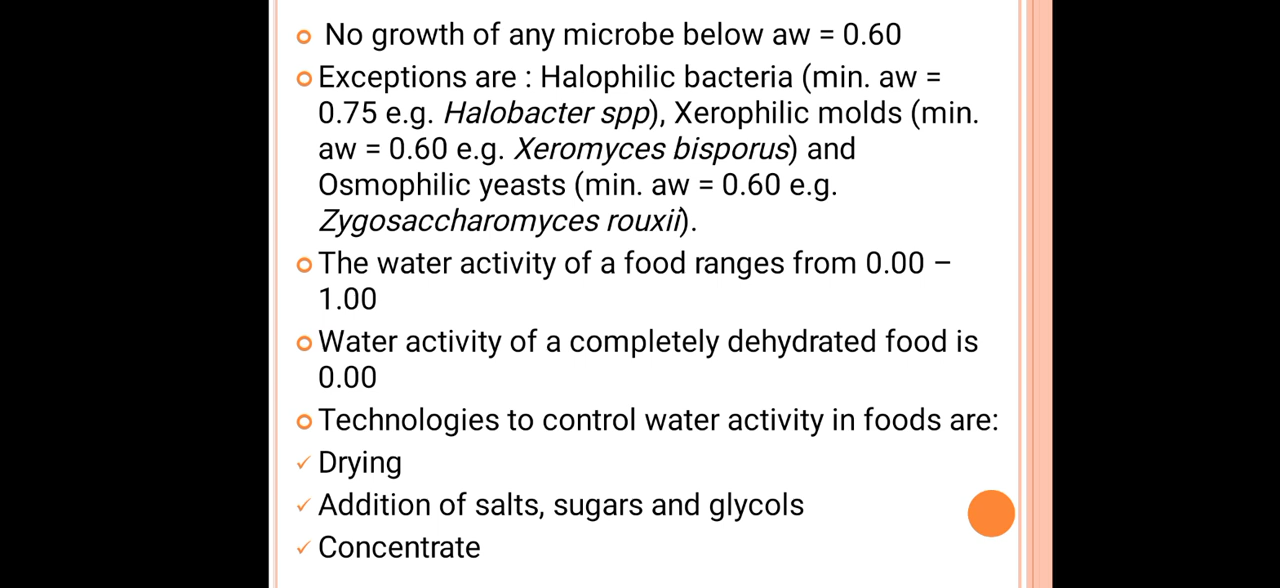 No growth of any microbe below aw = 0.60
Exceptions are : Halophilic bacteria (min. aw =
0.75 e.g. Halobacter spp), Xerophilic molds (min.
aw = 0.60 e.g. Xeromyces bisporus) and
Osmophilic yeasts (min. aw = 0.60 e.g.
Zygosaccharomyces rouxii).
The water activity of a food ranges from 0.00 –
1.00
Water activity of a completely dehydrated food is
0.00
Technologies to control water activity in foods are:
✓ Drying
✓ Addition of salts, sugars and glycols
✓ Concentrate